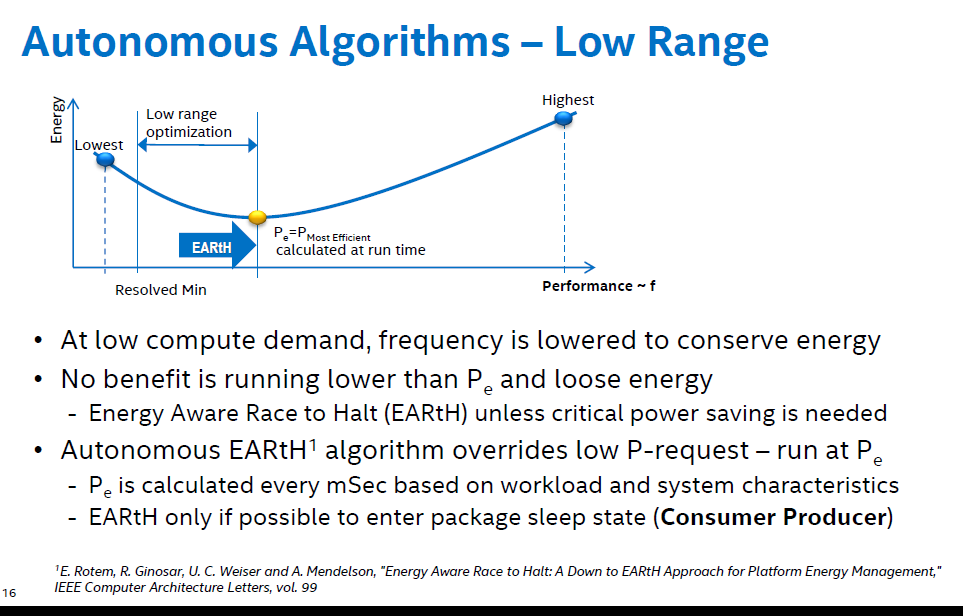 Autonomous Algorithms – Low Range
Energy
Low range
optimization
Highest
Lowest
EARtH
Pe=PMost Efficient
calculated at run time
Resolved Min
Performance ~ f
• At low compute demand, frequency is lowered to conserve energy
• No benefit is running lower than Pe and loose energy
- Energy Aware Race to Halt (EARtH) unless critical power saving is needed
• Autonomous EARtH¹ algorithm overrides low P-request – run at Pe
- Pe is calculated every mSec based on workload and system characteristics
- EARtH only if possible to enter package sleep state (Consumer Producer)
¹E. Rotem, R. Ginosar, U. C. Weiser and A. Mendelson, "Energy Aware Race to Halt: A Down to EARtH Approach for Platform Energy Management,"
IEEE Computer Architecture Letters, vol. 99
16